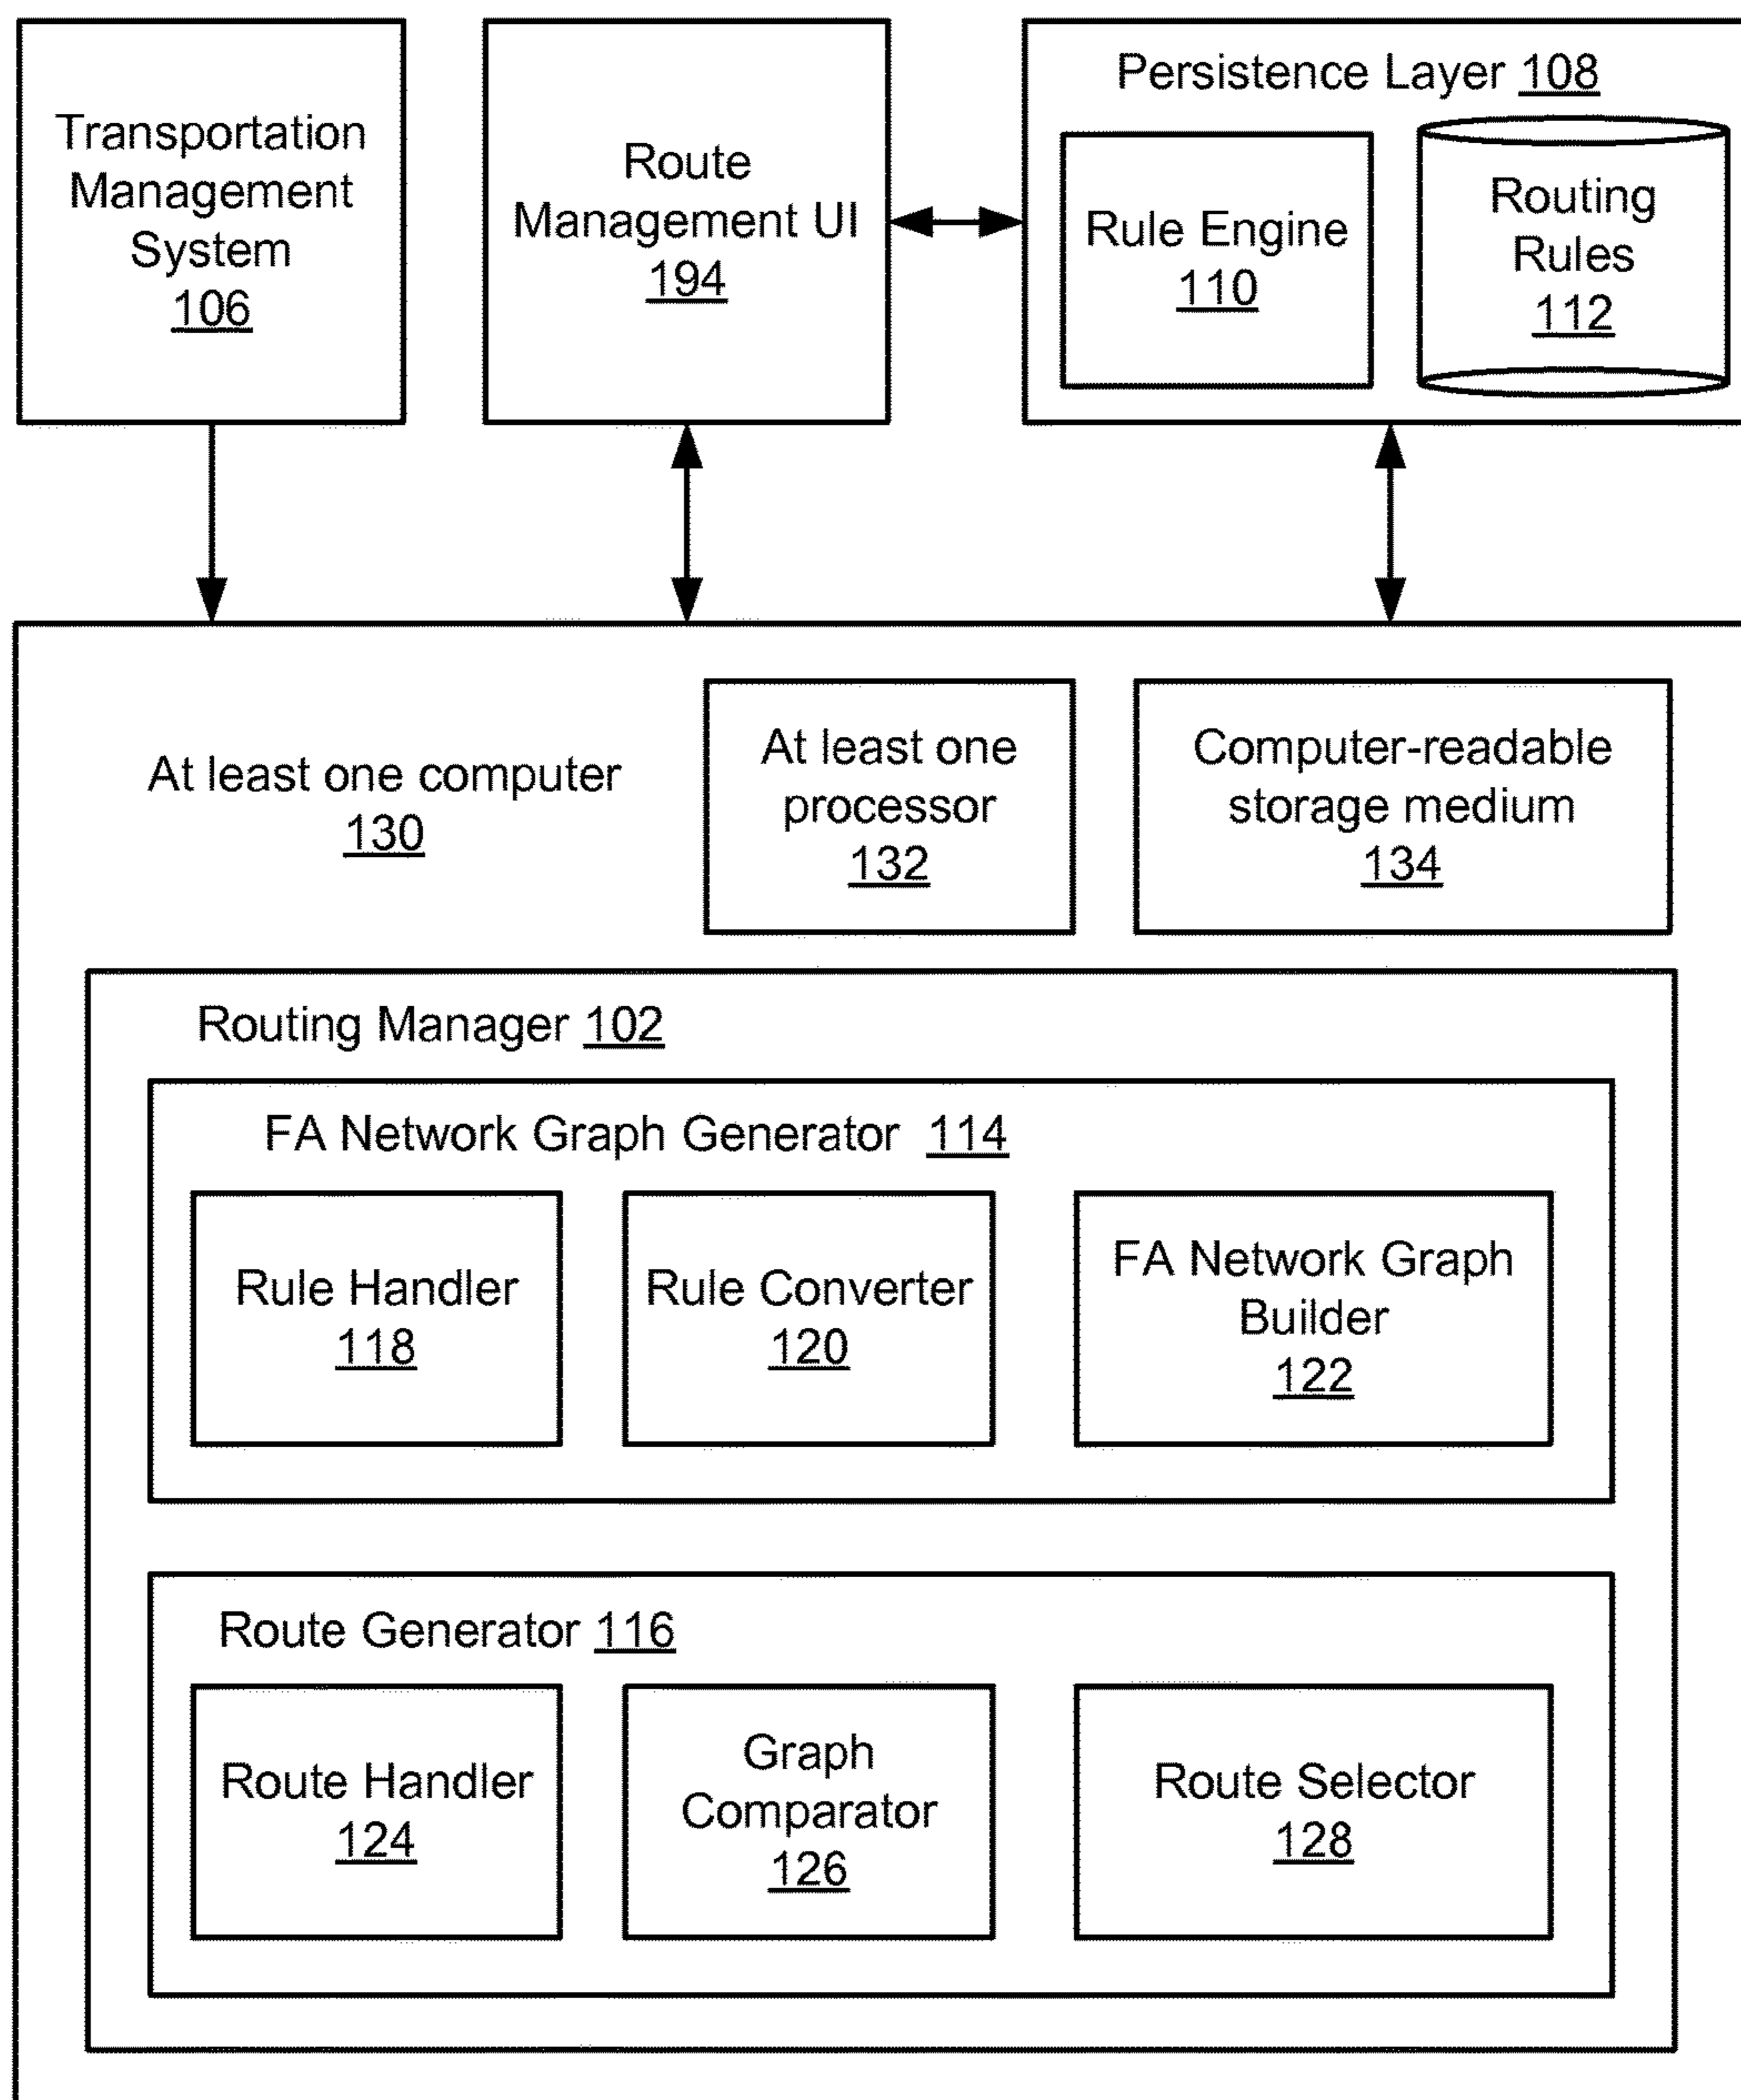 Transportation
Management
System
106
Route
Management UI
194
Persistence Layer 108
Rule Engine
110
Routing
Rules
112
At least one computer
130
At least one
processor
132
Computer-readable
storage medium
134
Routing Manager 102
FA Network Graph Generator 114
Rule Handler
118
Rule Converter
120
FA Network Graph
Builder
122
Route Generator 116
Route Handler
124
Graph
Comparator
126
Route Selector
128